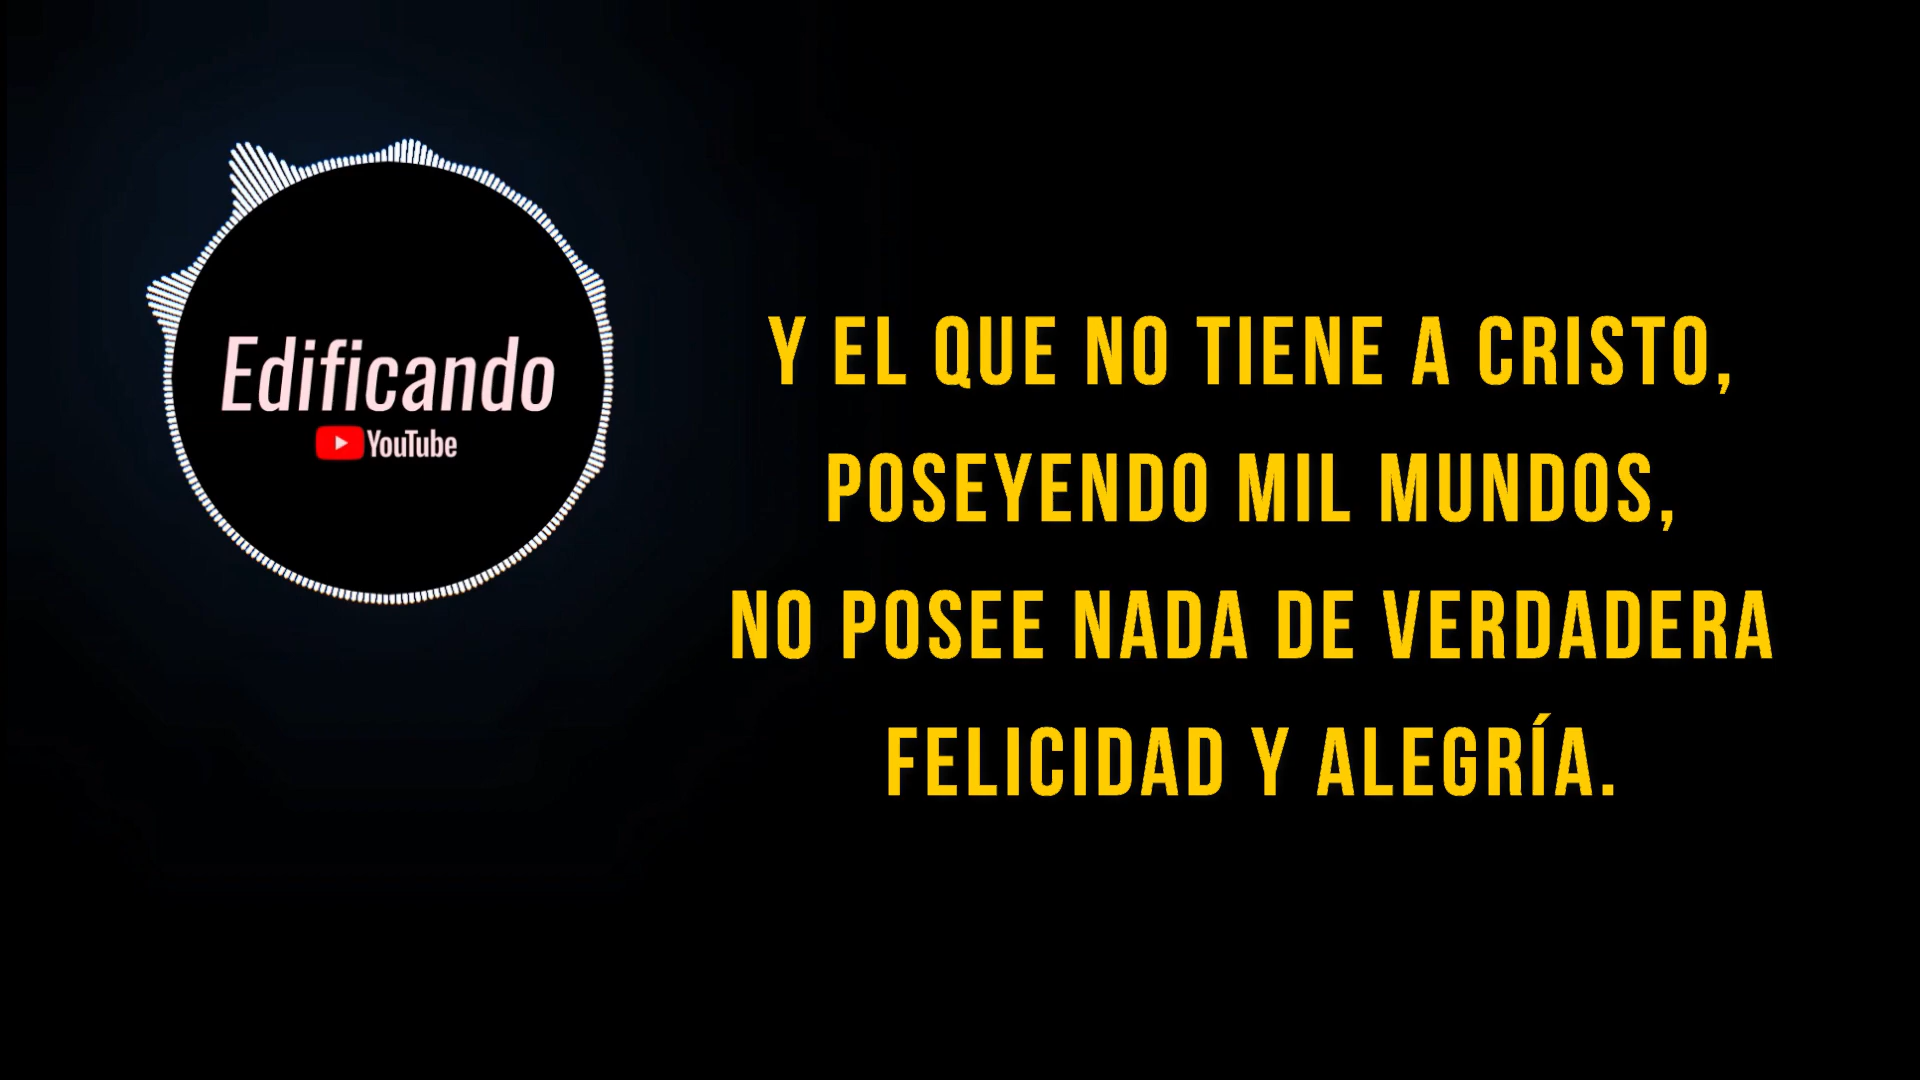 Edificando
YouTube
Y EL QUE NO TIENE A CRISTO,
POSEYENDO MIL MUNDOS,
NO POSEE NADA DE VERDADERA
FELICIDAD Y ALEGRÍA.